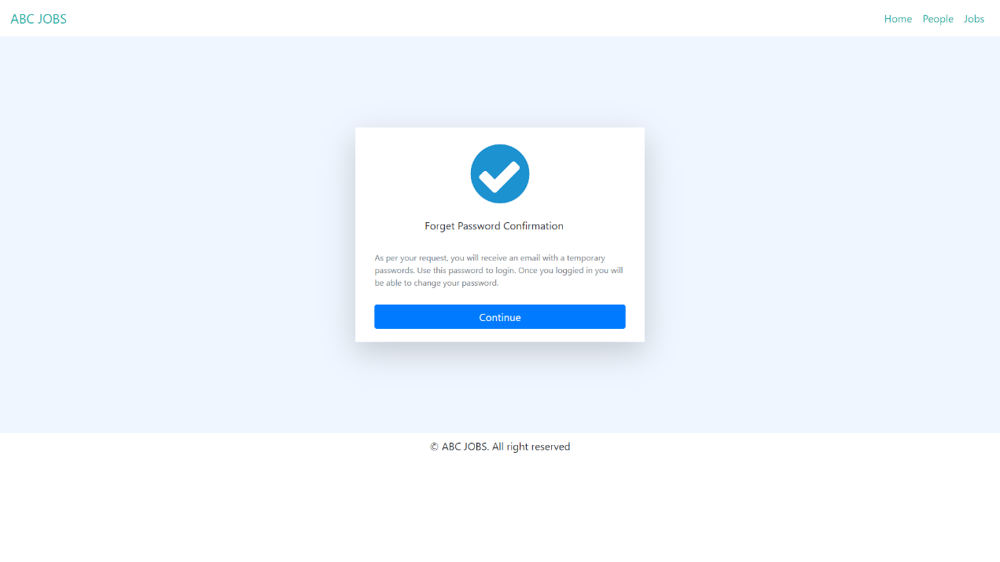 ABC JOBS
Home People Jobs
Forget Password Confirmation
As per your request, you will receive an email with a temporary
passwords. Use this password to login. Once you loggied in you will
be able to change your password.
Continue
© ABC JOBS. All right reserved